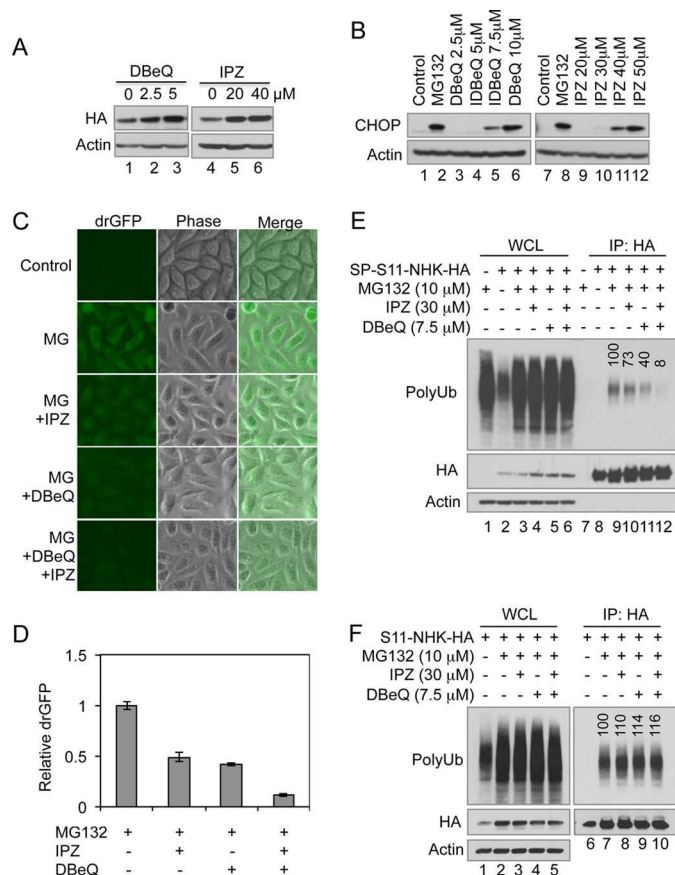 A
DBeQ IPZ
0 2.5 5 0 20 40 μM
HA
Actin
1 2 3 4 5 6
B
Control
MG132
DBeQ 2.5μM
IDBeQ 5μM
IDBeQ 7.5μM
DBeQ 10μM
Control
MG132
IPZ 20μM
IPZ 30μM
IPZ 40μM
IPZ 50μM
CHOP
Actin
1 2 3 4 5 6 7 8 9 10 11 12
C
drGFP Phase Merge
Control
MG
MG
+IPZ
MG
+DBeQ
MG
+DBeQ
+IPZ
D
Relative drGFP
1.5
1
0.5
0
MG132 + + + +
IPZ - + - +
DBeQ - - + +
E
WCL IP: HA
SP-S11-NHK-HA - + + + + + - + + + + +
MG132 (10 μM) + - + + + + + - + + + +
IPZ (30 μM) - - - + - + - - - + - +
DBeQ (7.5 μM) - - - - + + - - - - + +
100 73 40 8
PolyUb
HA
Actin
1 2 3 4 5 6 7 8 9 10 11 12
F
WCL IP: HA
S11-NHK-HA + + + + + + + + + +
MG132 (10 μM) - + + + + - + + + +
IPZ (30 μM) - - + - + - - + - +
DBeQ (7.5 μM) - - - + + - - - + +
100 110 114 116
PolyUb
HA
Actin
1 2 3 4 5 6 7 8 9 10